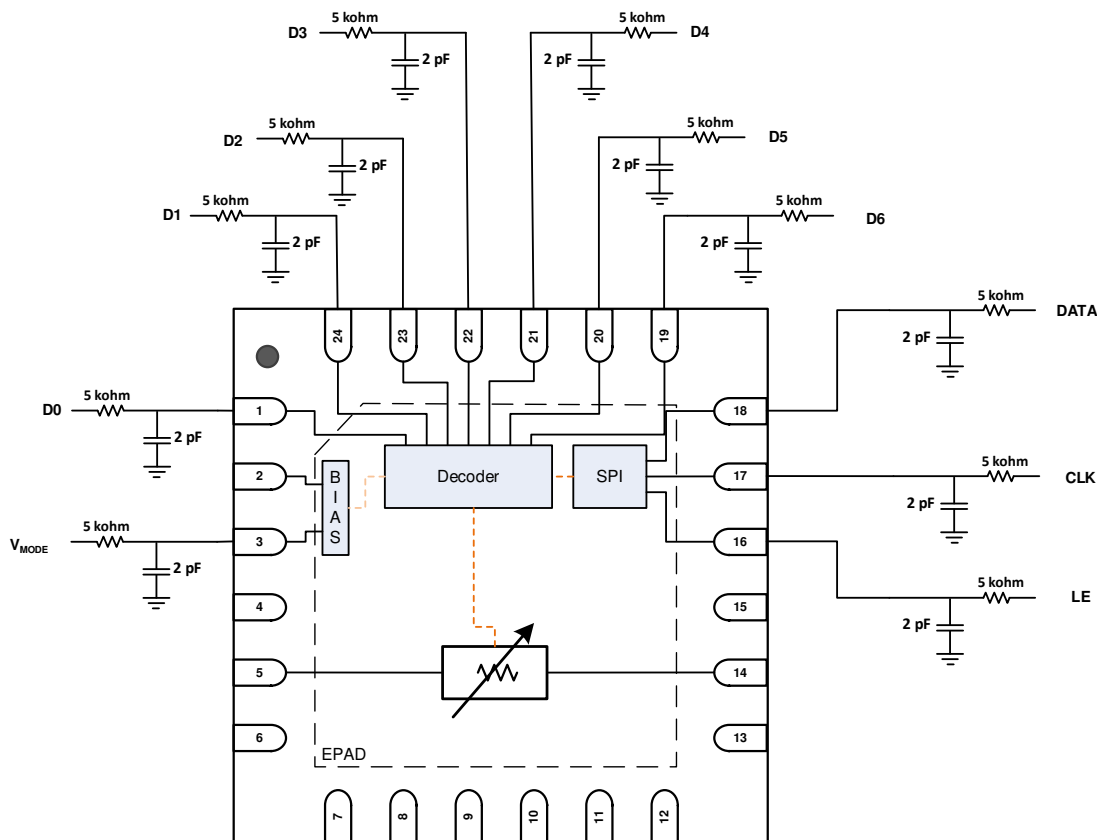 5 kohm
D3
2 pF
5 kohm
D4
2 pF
5 kohm
D2
2 pF
5 kohm
D5
2 pF
5 kohm
D1
2 pF
5 kohm
D6
2 pF
5 kohm
DATA
2 pF
24
23
22
21
20
19
5 kohm
D0
2 pF
1
18
2
BIAS
Decoder
SPI
17
5 kohm
CLK
2 pF
5 kohm
VMODE
2 pF
3
16
5 kohm
LE
2 pF
4
15
5
14
6
13
EPAD
7
8
9
10
11
12